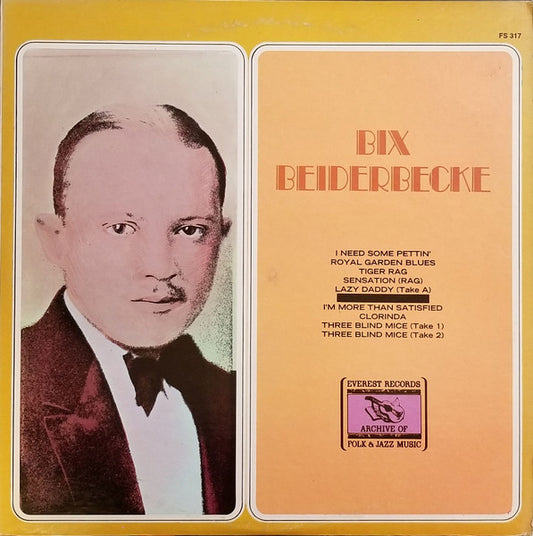 FS 317
BIX
BEIDERBECKE
I NEED SOME PETTIN'
ROYAL GARDEN BLUES
TIGER RAG
SENSATION (RAG)
LAZY DADDY (Take A)
I'M MORE THAN SATISFIED
CLORINDA
THREE BLIND MICE (Take 1)
THREE BLIND MICE (Take 2)
EVEREST RECORDS
ARCHIVE OF
FOLK & JAZZ MUSIC